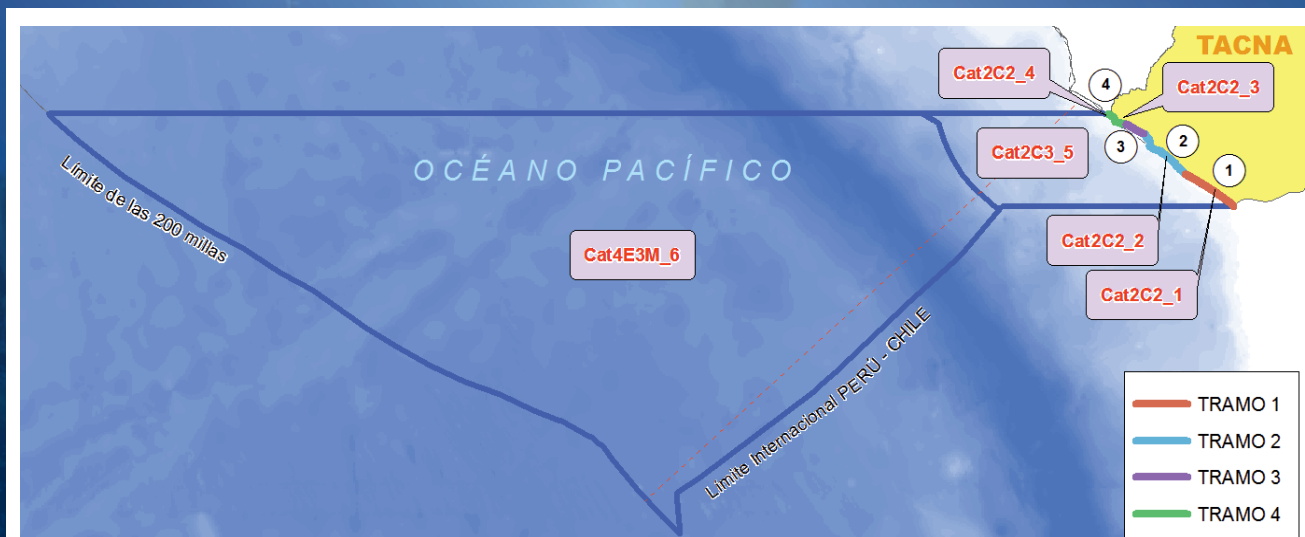 TACNA
Cat2C2_4
4
Cat2C2_3
3
2
Cat2C3_5
1
OCÉANO PACÍFICO
Límite de las 200 millas
Cat4E3M_6
Cat2C2_2
Cat2C2_1
Límite Internacional PERÚ - CHILE
TRAMO 1
TRAMO 2
TRAMO 3
TRAMO 4